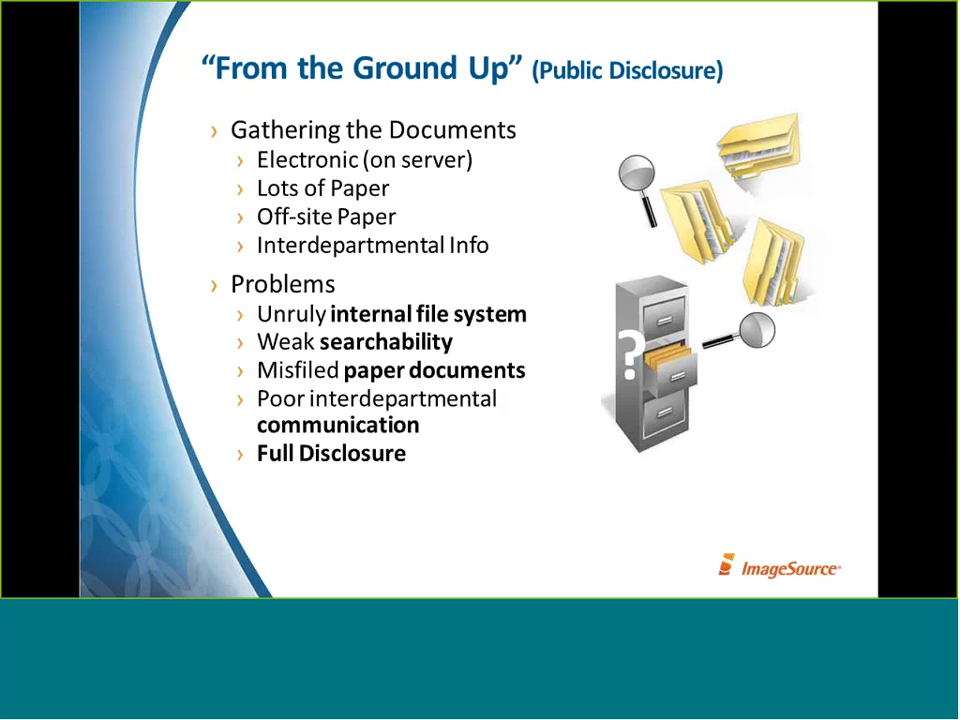 “From the Ground Up” (Public Disclosure)
› Gathering the Documents
› Electronic (on server)
› Lots of Paper
› Off-site Paper
› Interdepartmental Info
› Problems
› Unruly internal file system
› Weak searchability
› Misfiled paper documents
› Poor interdepartmental
communication
› Full Disclosure
?
ImageSource®